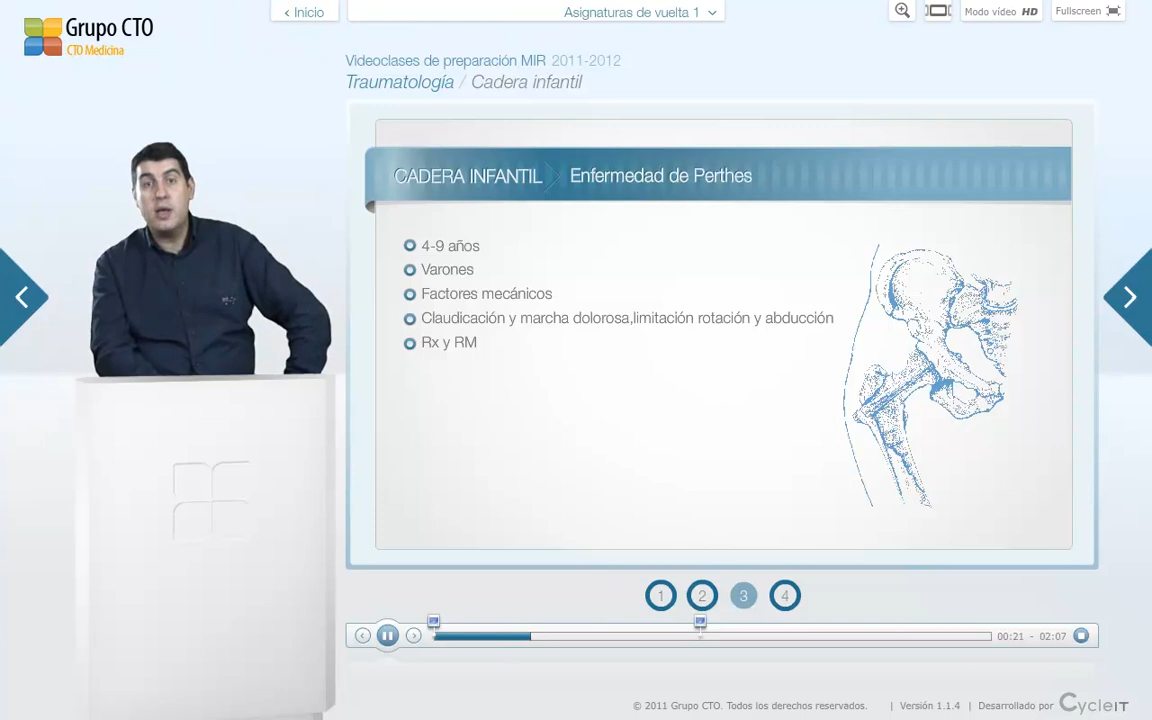 Grupo CTO
CTO Medicina
‹ Inicio
Asignaturas de vuelta 1
Modo vídeo HD
Fullscreen
Videoclases de preparación MIR 2011-2012
Traumatología / Cadera infantil
CADERA INFANTIL Enfermedad de Perthes
4-9 años
Varones
Factores mecánicos
Claudicación y marcha dolorosa,limitación rotación y abducción
Rx y RM
1 2 3 4
00:21 - 02:07
© 2011 Grupo CTO. Todos los derechos reservados. | Versión 1.1.4 | Desarrollado por CycleIT